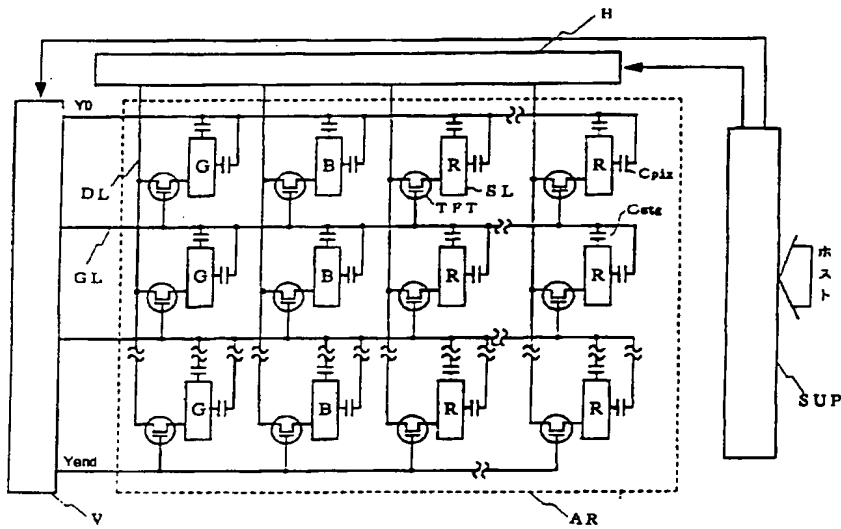 H
Y0
G
B
R
R
Cpix
DL
TFT
SL
Cstg
GL
G
B
R
R
ホスト
G
B
R
R
SUP
Yend
V
AR